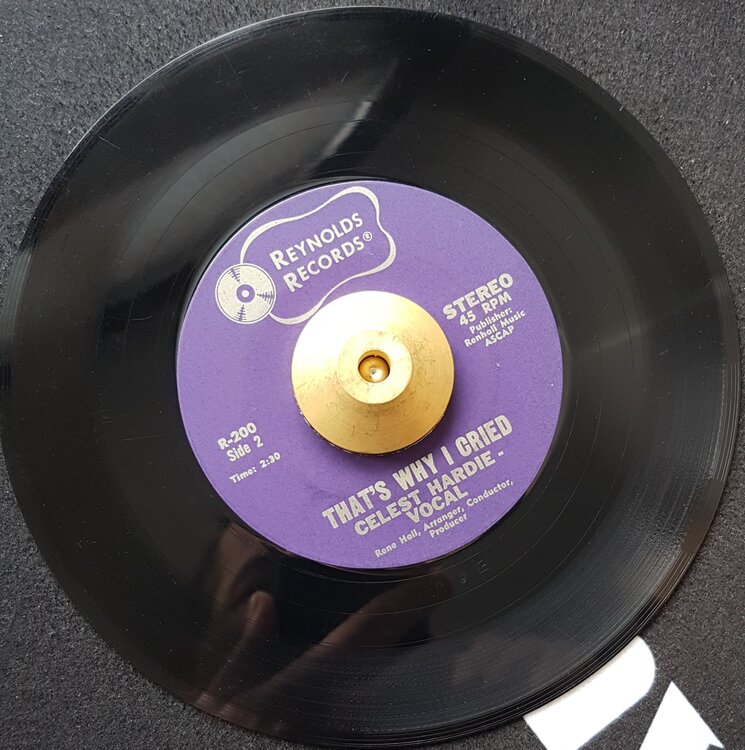 REYNOLDS
RECORDS®
STEREO
45 RPM
Publisher:
Renhall Music
ASCAP
R-200
Side 2
Time: 2:30
THAT'S WHY I CRIED
CELEST HARDIE -
VOCAL
Rene Hall, Arranger, Conductor,
Producer